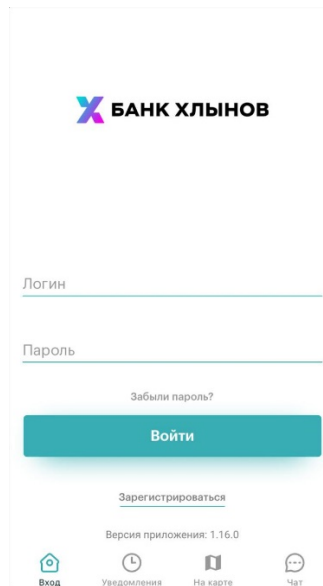 БАНК ХЛЫНОВ
Логин
Пароль
Забыли пароль?
Войти
Зарегистрироваться
Версия приложения: 1.16.0
Вход Уведомления На карте Чат